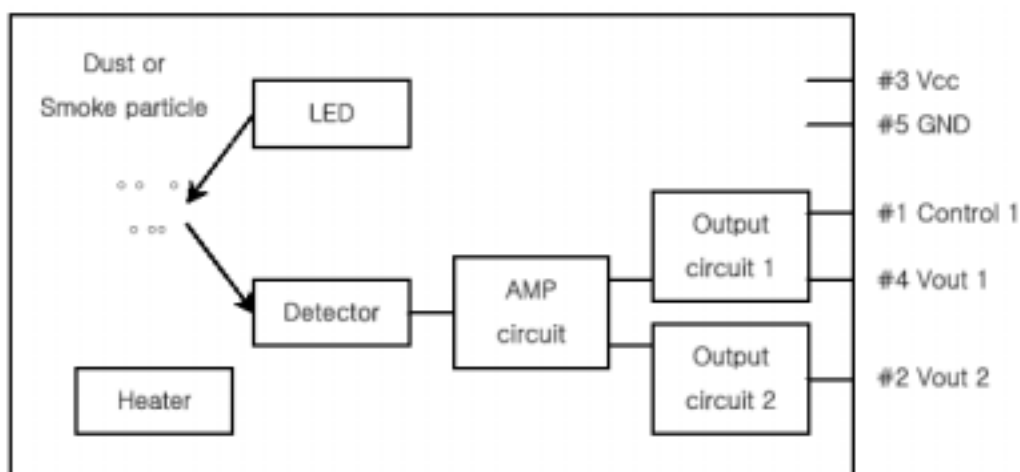 Dust or
Smoke particle
LED
#3 Vcc
#5 GND
Output
circuit 1
#1 Control 1
#4 Vout 1
AMP
circuit
Detector
Output
circuit 2
#2 Vout 2
Heater